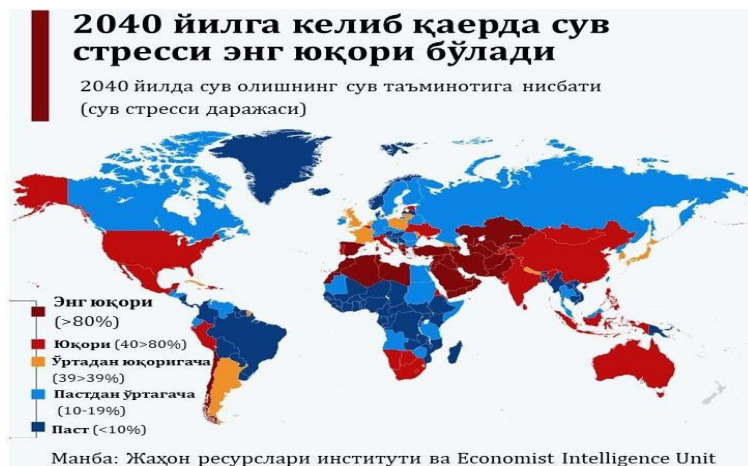 2040 йилга келиб қаерда сув
стресси энг юқори бўлади
2040 йилда сув олишнинг сув таъминотига нисбати
(сув стресси даражаси)
Энг юқори
(>80%)
Юқори (40>80%)
Ўртадан юқоригача
(39>39%)
Пастдан ўртагача
(10-19%)
Паст (<10%)
Манба: Жаҳон ресурслари институти ва Economist Intelligence Unit